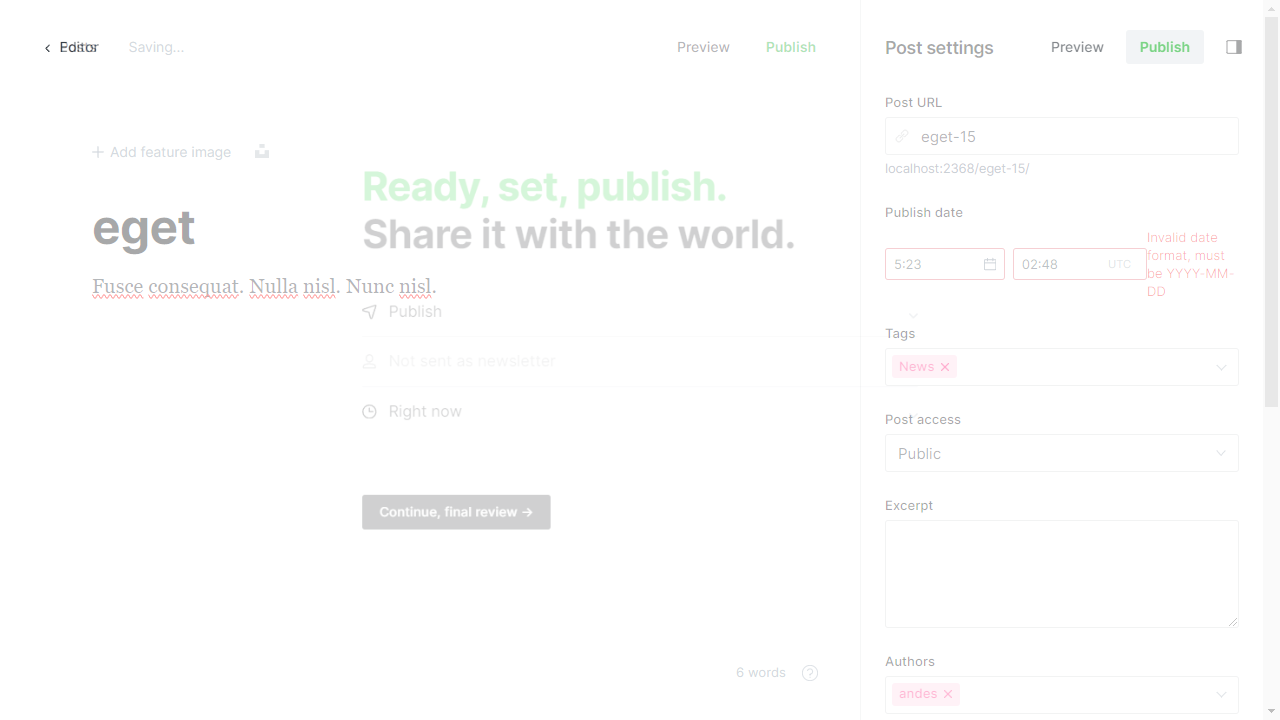 Saving...
Preview
Publish
Post settings
Preview
Publish
Post URL
eget-15
localhost:2368/eget-15/
Add feature image
Ready, set, publish.
Share it with the world.
eget
Fusce consequat. Nulla nisl. Nunc nisl.
Publish
Not sent as newsletter
Right now
Continue, final review →
Publish date
5:23
02:48
UTC
Invalid date
format, must
be YYYY-MM-
DD
Tags
News
Post access
Public
Excerpt
Authors
andes
6 words